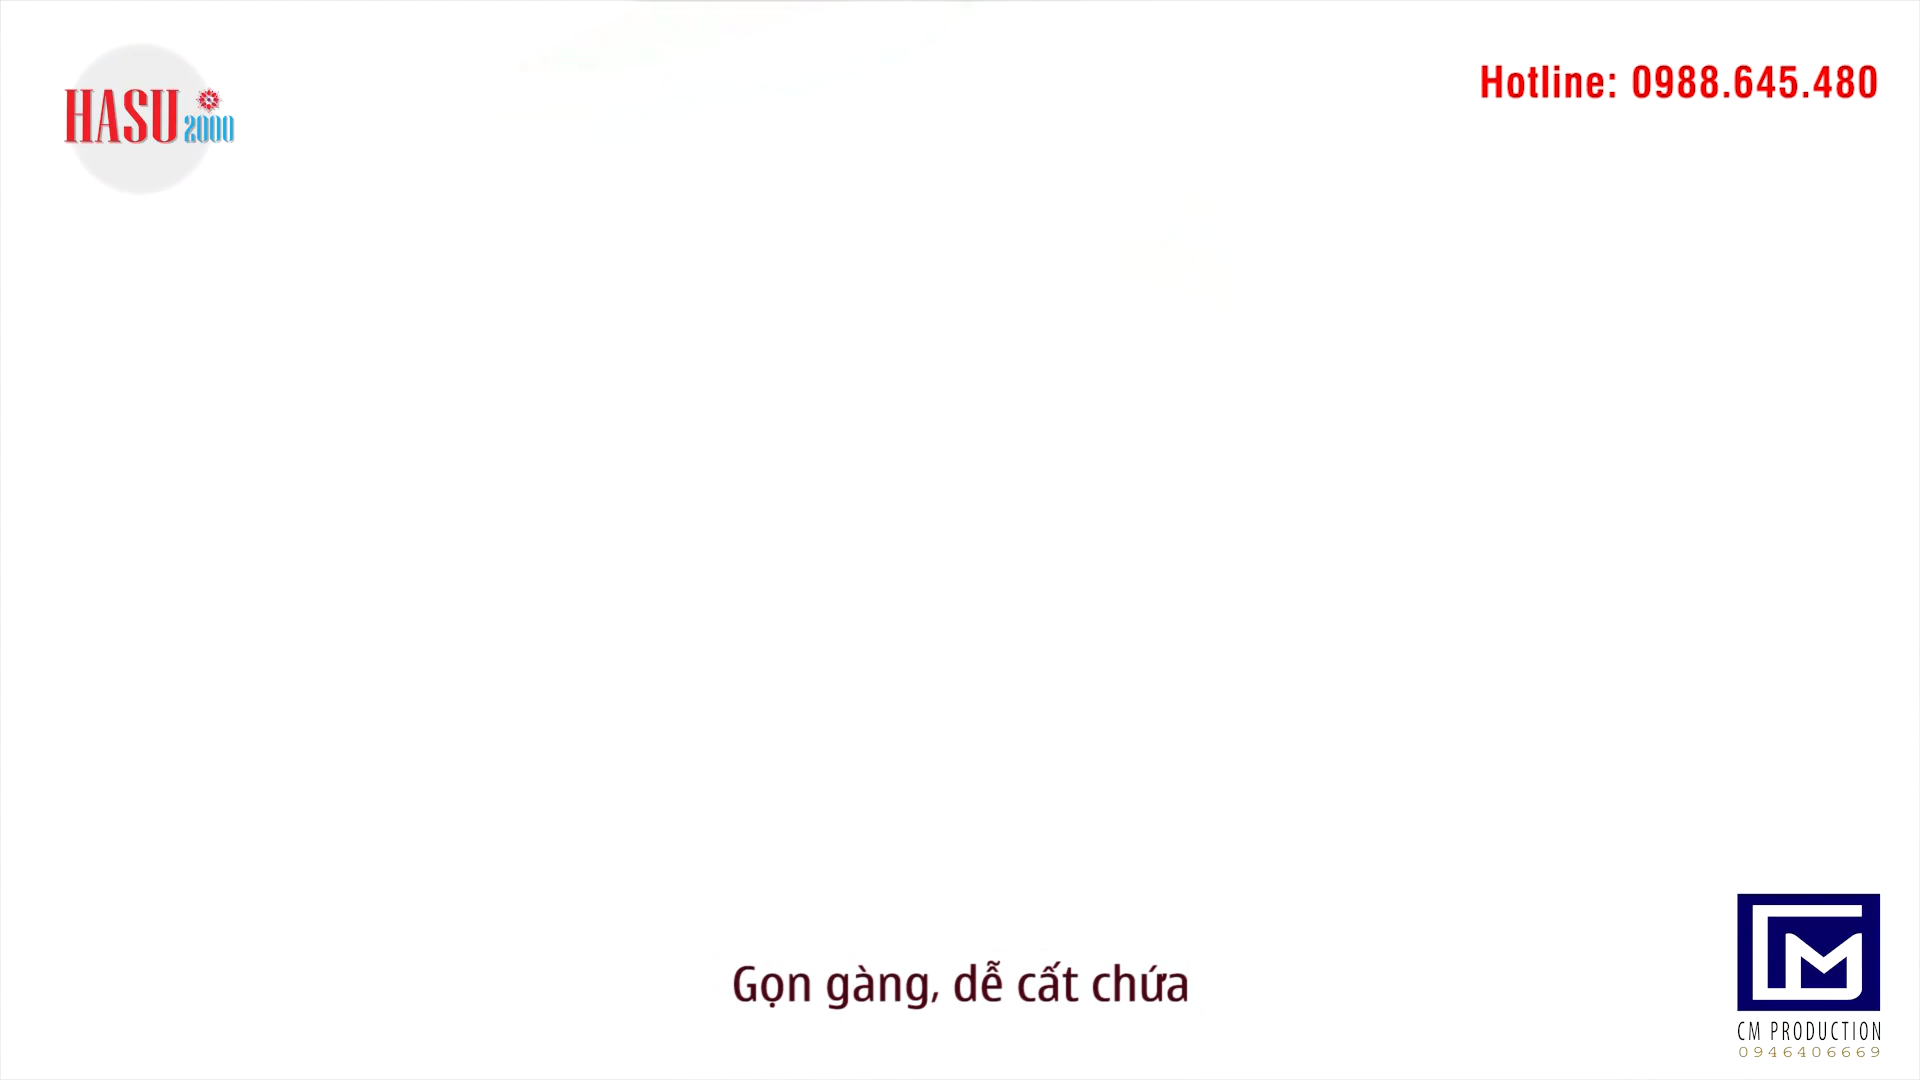 HASU 2000
Hotline: 0988.645.480
Gọn gàng, dễ cất chứa
CM PRODUCTION
0946406669